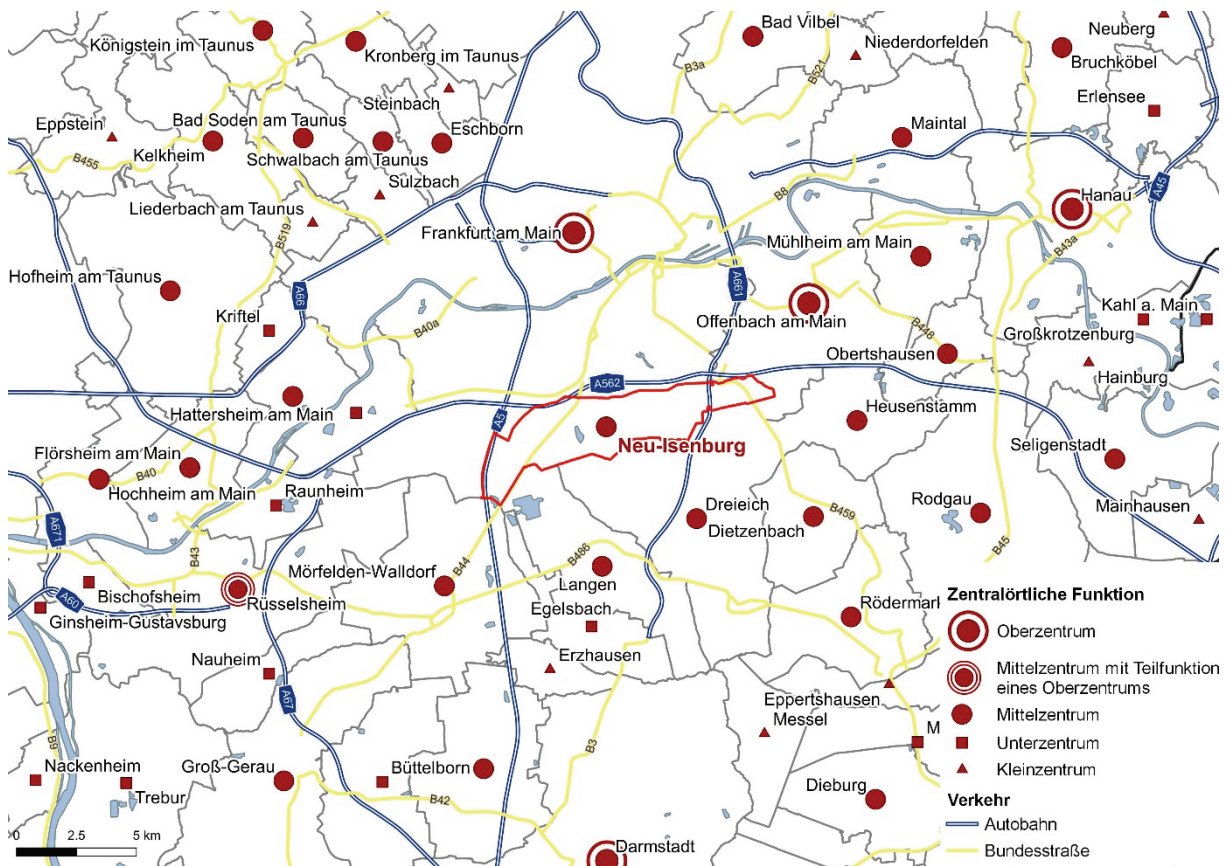 Bad Vilbel
Neuberg
Königstein im Taunus
Kronberg im Taunus
Niederdorfelden
Bruchköbel
B3a
B521
Steinbach
Erlensee
Eppstein
Bad Soden am Taunus
Eschborn
Maintal
Kelkheim
Schwalbach am Taunus
B455
Sulzbach
A45
B8
Hanau
Liederbach am Taunus
Frankfurt am Main
B519
Mühlheim am Main
B43a
Hofheim am Taunus
A66
A661
Kriftel
Kahl a. Main
B40a
Offenbach am Main
B448
Großkrotzenburg
Obertshausen
Hainburg
A562
Hattersheim am Main
A5
Heusenstamm
Neu-Isenburg
Seligenstadt
Flörsheim am Main
B40
Hochheim am Main
Raunheim
Dreieich
Rodgau
Mainhausen
Dietzenbach
B459
A671
B43
B45
B486
B44
Mörfelden-Walldorf
Langen
Bischofsheim
A60
Rüsselsheim
Egelsbach
Rödermark
Ginsheim-Gustavsburg
Nauheim
Erzhausen
A67
Eppertshausen
Messel
M
B9
B3
Nackenheim
Groß-Gerau
Büttelborn
Trebur
B42
Dieburg
Darmstadt
0 2.5 5 km
Zentralörtliche Funktion
Oberzentrum
Mittelzentrum mit Teilfunktion
eines Oberzentrums
Mittelzentrum
Unterzentrum
Kleinzentrum
Verkehr
Autobahn
Bundesstraße